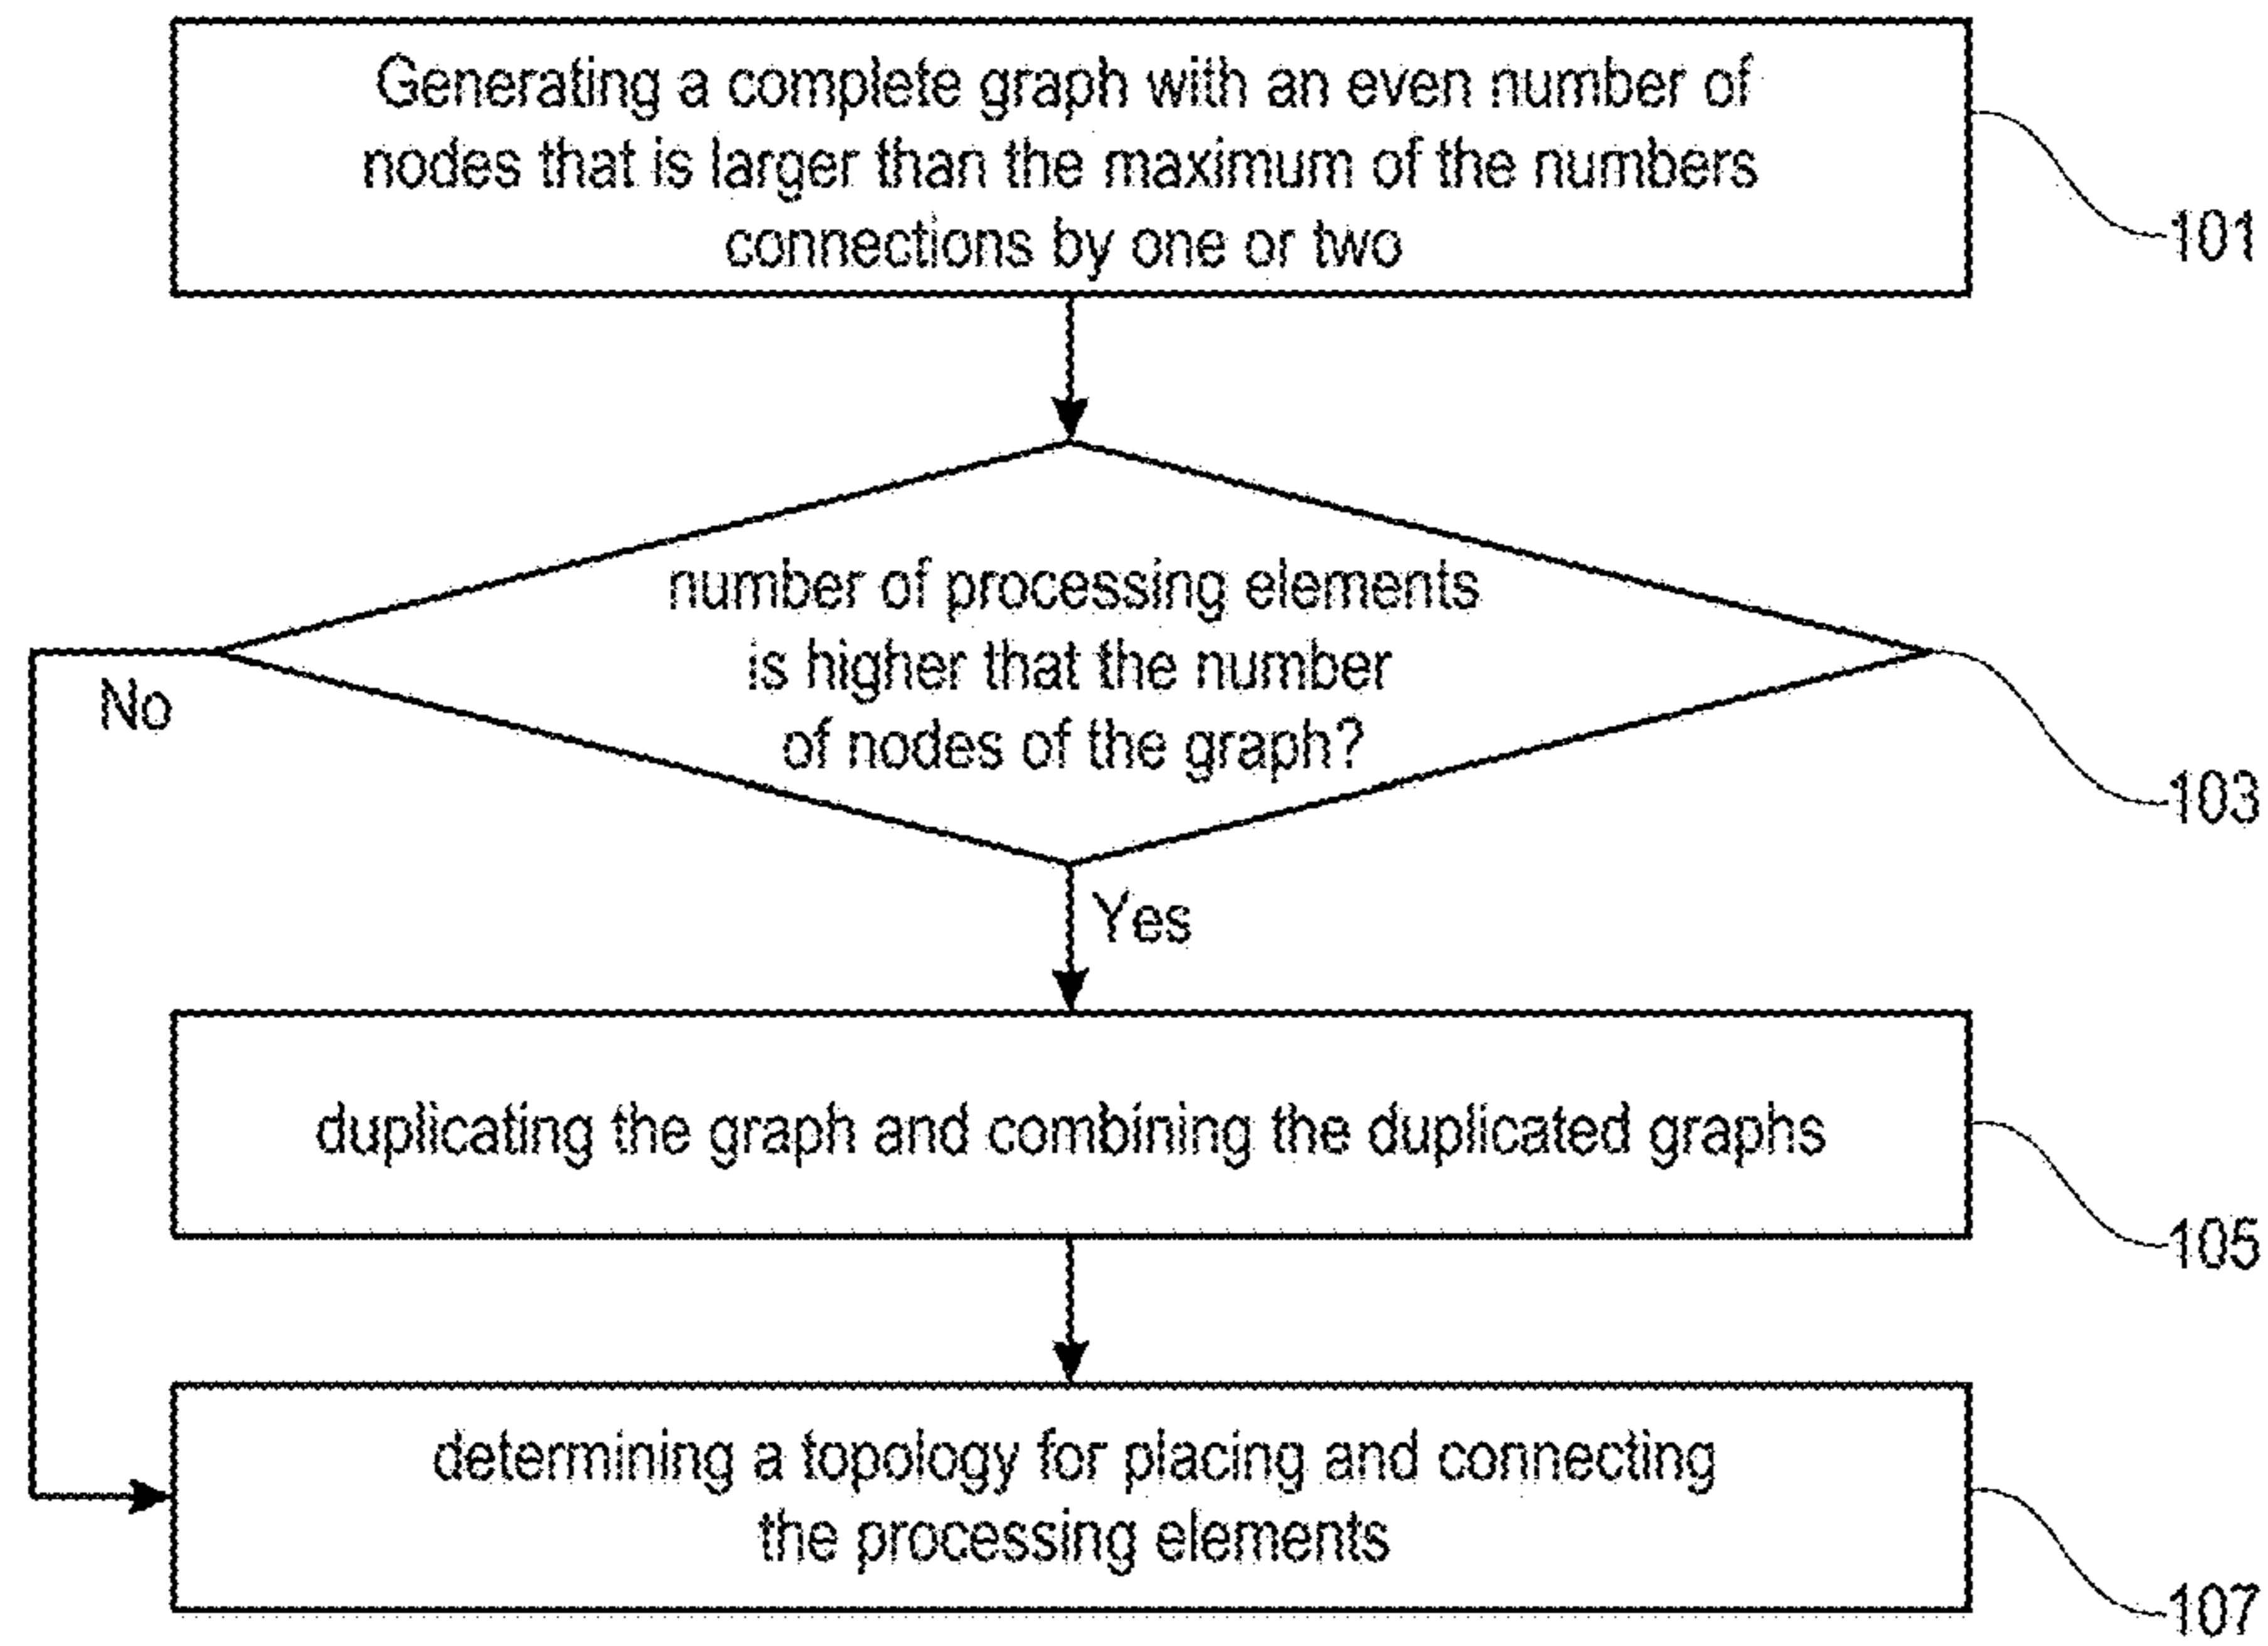 Generating a complete graph with an even number of
nodes that is larger than the maximum of the numbers
connections by one or two
101
number of processing elements
is higher that the number
of nodes of the graph?
103
No
Yes
duplicating the graph and combining the duplicated graphs
105
determining a topology for placing and connecting
the processing elements
107